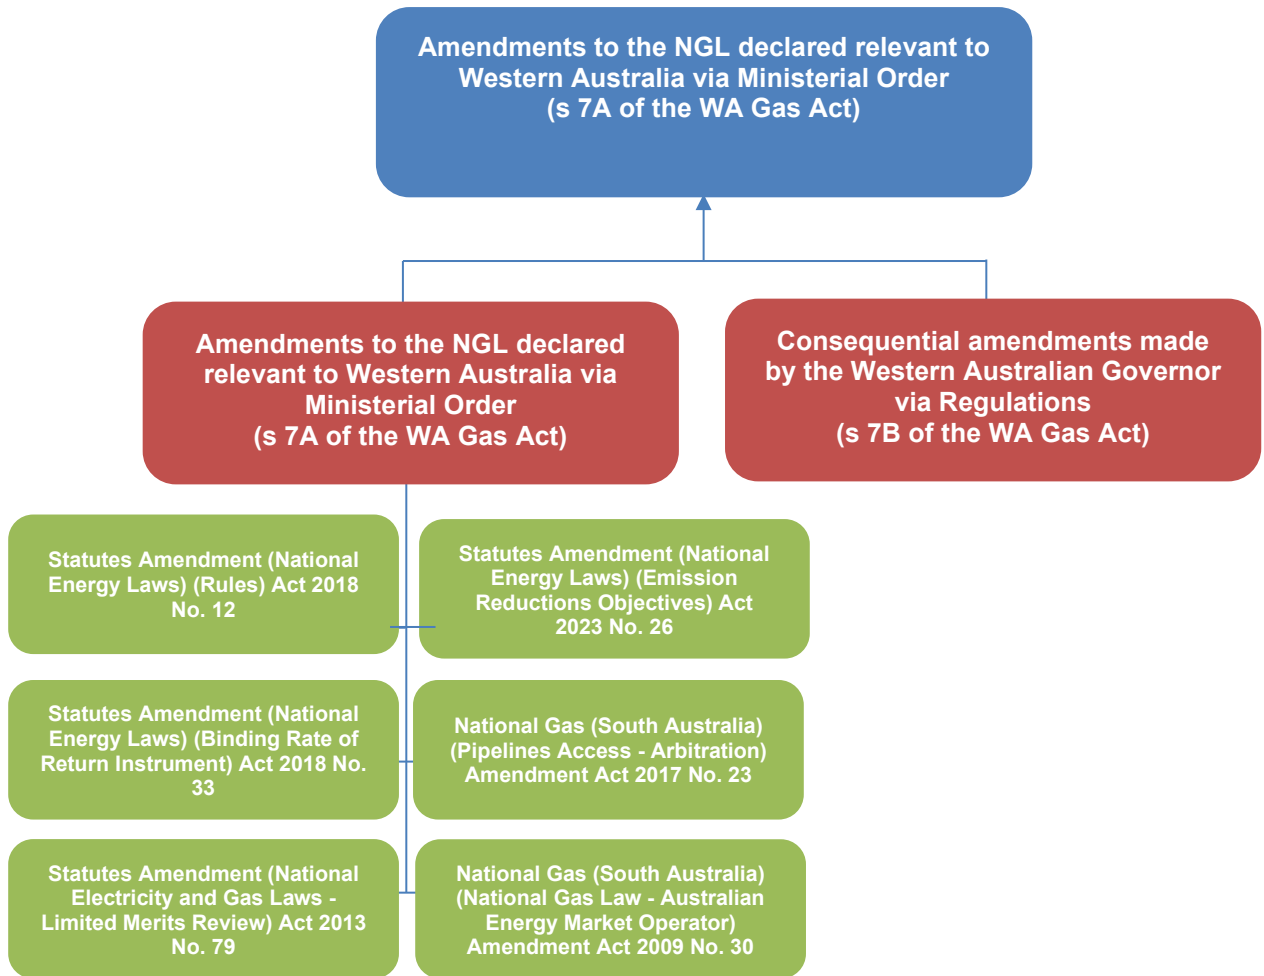 Amendments to the NGL declared relevant to
Western Australia via Ministerial Order
(s 7A of the WA Gas Act)
Amendments to the NGL declared
relevant to Western Australia via
Ministerial Order
(s 7A of the WA Gas Act)
Consequential amendments made
by the Western Australian Governor
via Regulations
(s 7B of the WA Gas Act)
Statutes Amendment (National
Energy Laws) (Rules) Act 2018
No. 12
Statutes Amendment (National
Energy Laws) (Emission
Reductions Objectives) Act
2023 No. 26
Statutes Amendment (National
Energy Laws) (Binding Rate of
Return Instrument) Act 2018 No.
33
National Gas (South Australia)
(Pipelines Access - Arbitration)
Amendment Act 2017 No. 23
Statutes Amendment (National
Electricity and Gas Laws -
Limited Merits Review) Act 2013
No. 79
National Gas (South Australia)
(National Gas Law - Australian
Energy Market Operator)
Amendment Act 2009 No. 30